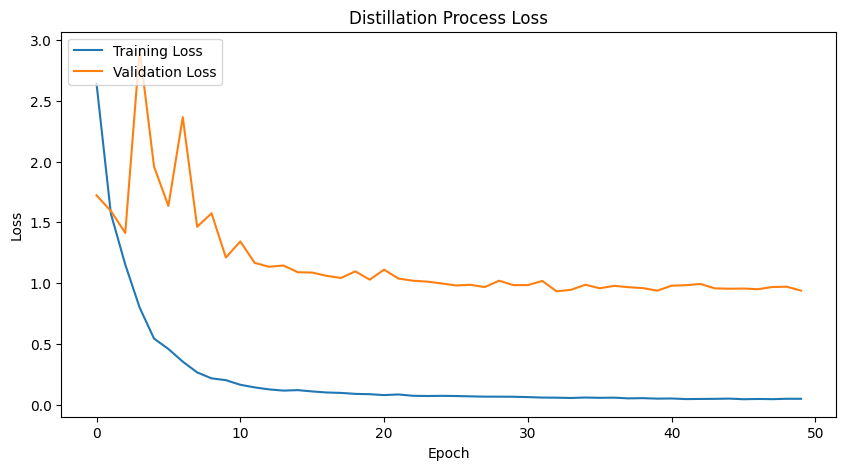 Distillation Process Loss
Training Loss
Validation Loss
3.0
2.5
2.0
1.5
1.0
0.5
0.0
Loss
0 10 20 30 40 50
Epoch